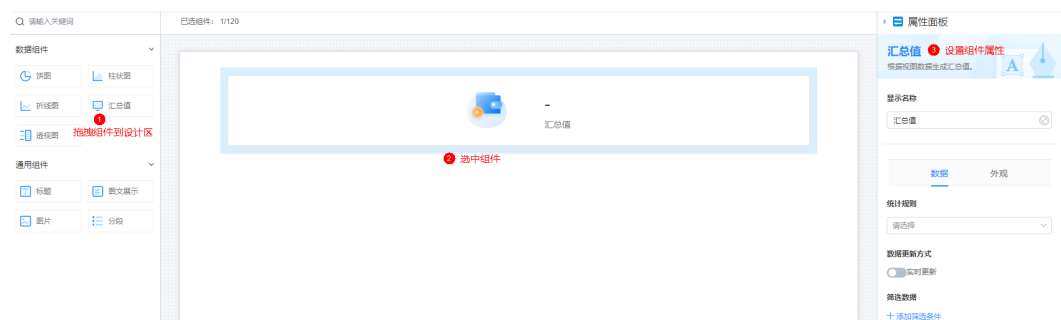 请输入关键词
已选组件： 1/120
属性面板
数据组件
饼图
柱状图
折线图
汇总值
1
拖拽组件到设计区
透视图
通用组件
标题
图文展示
图片
分段
-
汇总值
2 选中组件
汇总值 3 设置组件属性
根据视图数据生成汇总值。
A
显示名称
汇总值
数据 外观
统计规则
请选择
数据更新方式
实时更新
筛选数据
+ 添加筛选条件